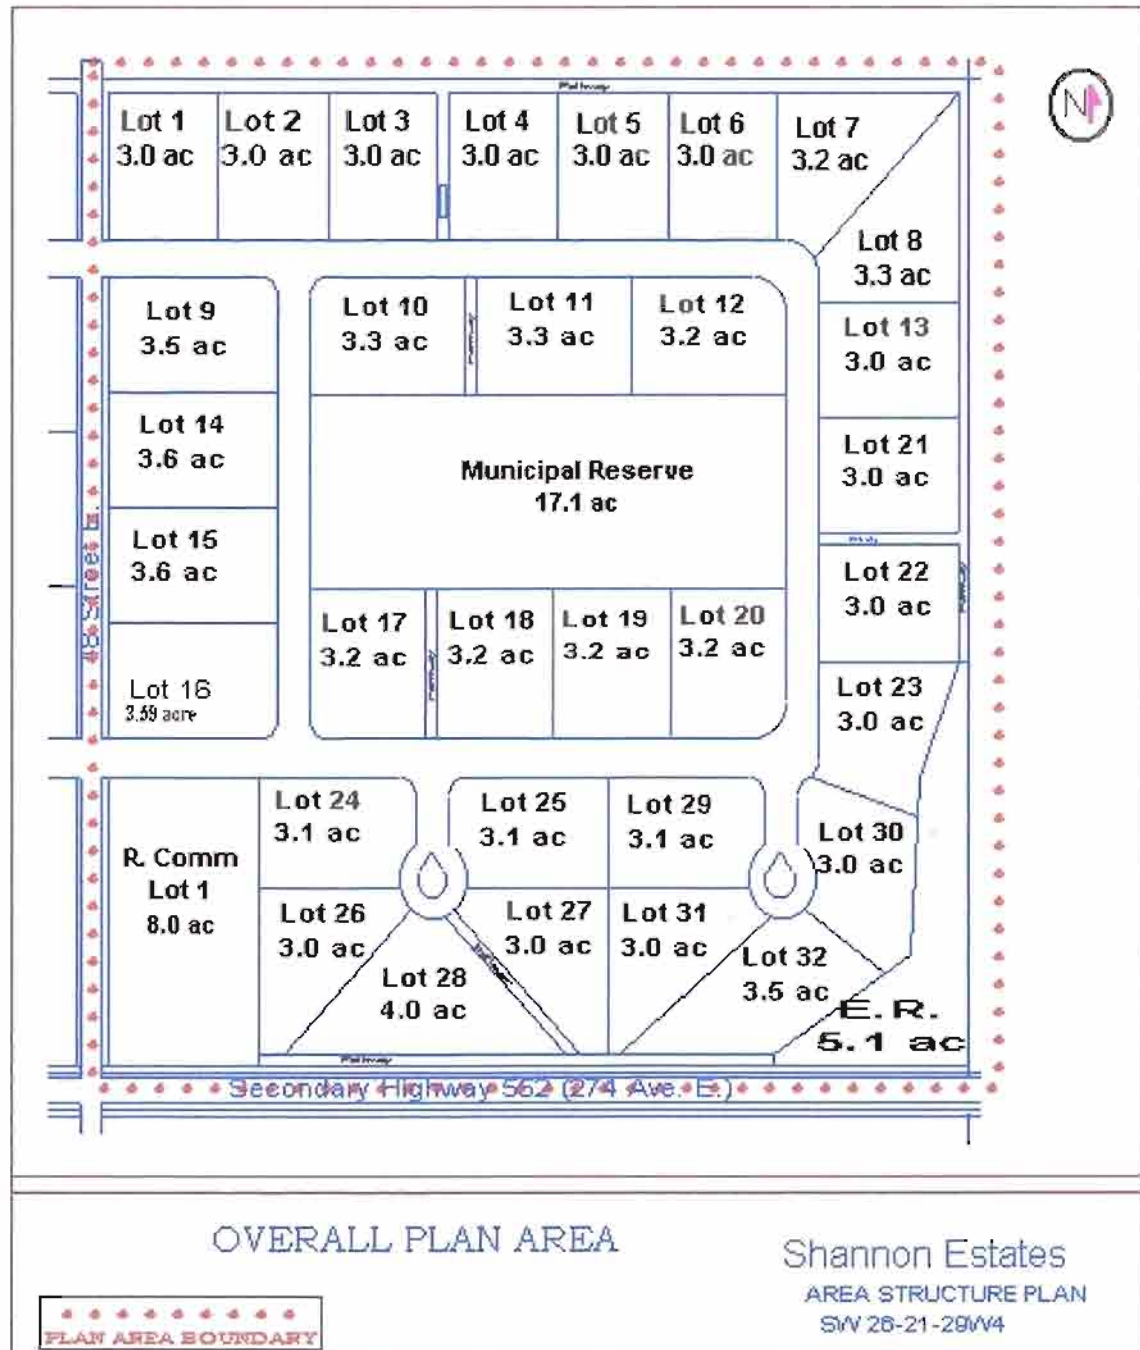 Pathway
N
Lot 1
3.0 ac
Lot 2
3.0 ac
Lot 3
3.0 ac
Lot 4
3.0 ac
Lot 5
3.0 ac
Lot 6
3.0 ac
Lot 7
3.2 ac
Lot 8
3.3 ac
Lot 9
3.5 ac
Lot 10
3.3 ac
Pathway
Lot 11
3.3 ac
Lot 12
3.2 ac
Lot 13
3.0 ac
Lot 14
3.6 ac
Municipal Reserve
17.1 ac
Lot 21
3.0 ac
48 Street E.
Lot 15
3.6 ac
Lot 22
3.0 ac
Pathway
Lot 16
3.59 acre
Lot 17
3.2 ac
Pathway
Lot 18
3.2 ac
Lot 19
3.2 ac
Lot 20
3.2 ac
Lot 23
3.0 ac
R. Comm
Lot 1
8.0 ac
Lot 24
3.1 ac
Lot 25
3.1 ac
Lot 29
3.1 ac
Lot 30
3.0 ac
Lot 26
3.0 ac
Lot 28
4.0 ac
Lot 27
3.0 ac
Lot 31
3.0 ac
Lot 32
3.5 ac
E.R.
5.1 ac
Pathway
Secondary Highway 552 (274 Ave. E.)
OVERALL PLAN AREA
PLAN AREA BOUNDARY
Shannon Estates
AREA STRUCTURE PLAN
SW 26-21-29W4